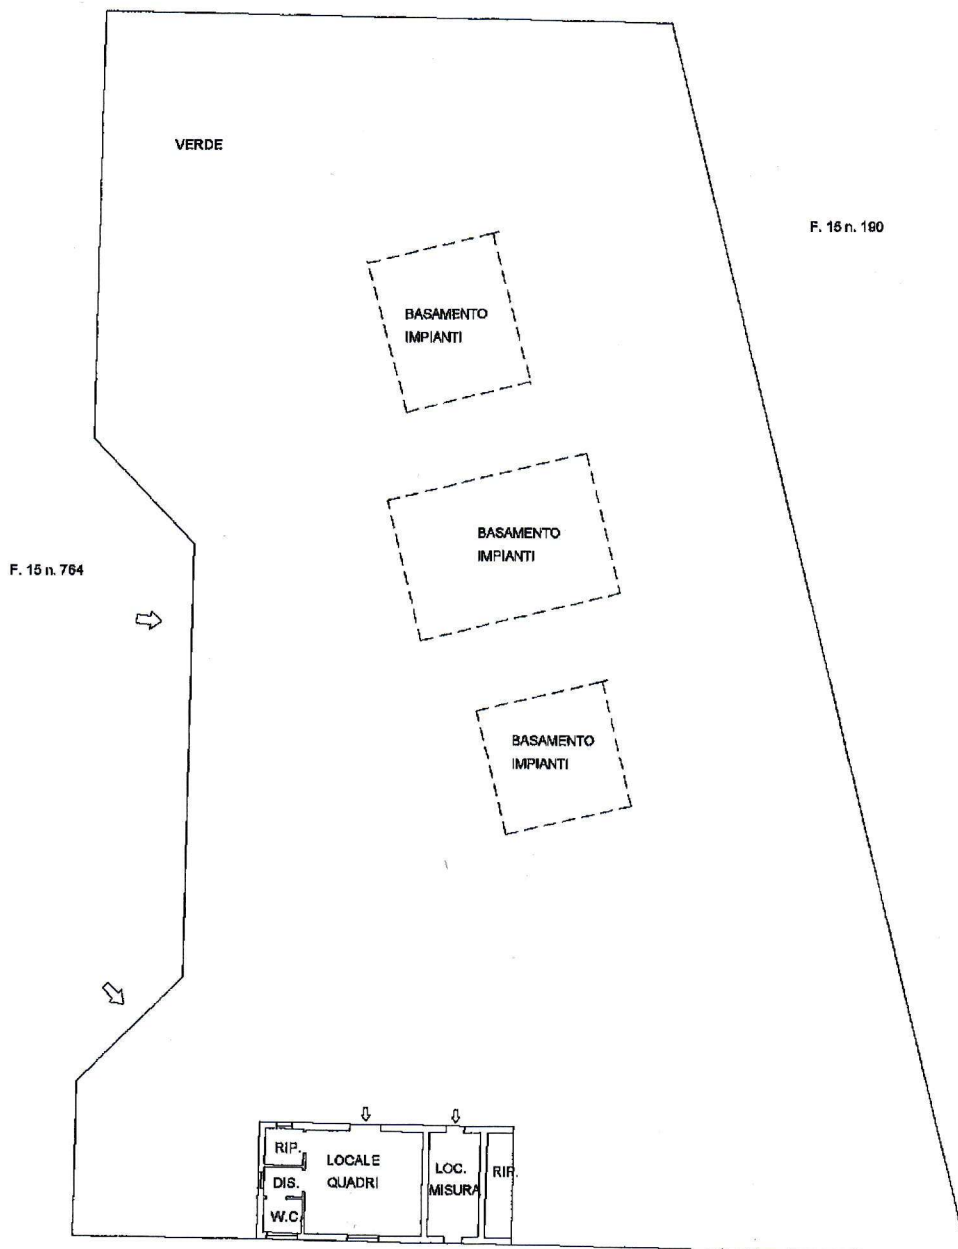 VERDE
F. 15 n. 190
BASAMENTO
IMPIANTI
BASAMENTO
IMPIANTI
F. 15 n. 764
BASAMENTO
IMPIANTI
RIP.
LOCALE
QUADRI
DIS.
W.C.
LOC.
MISURA
RIP.